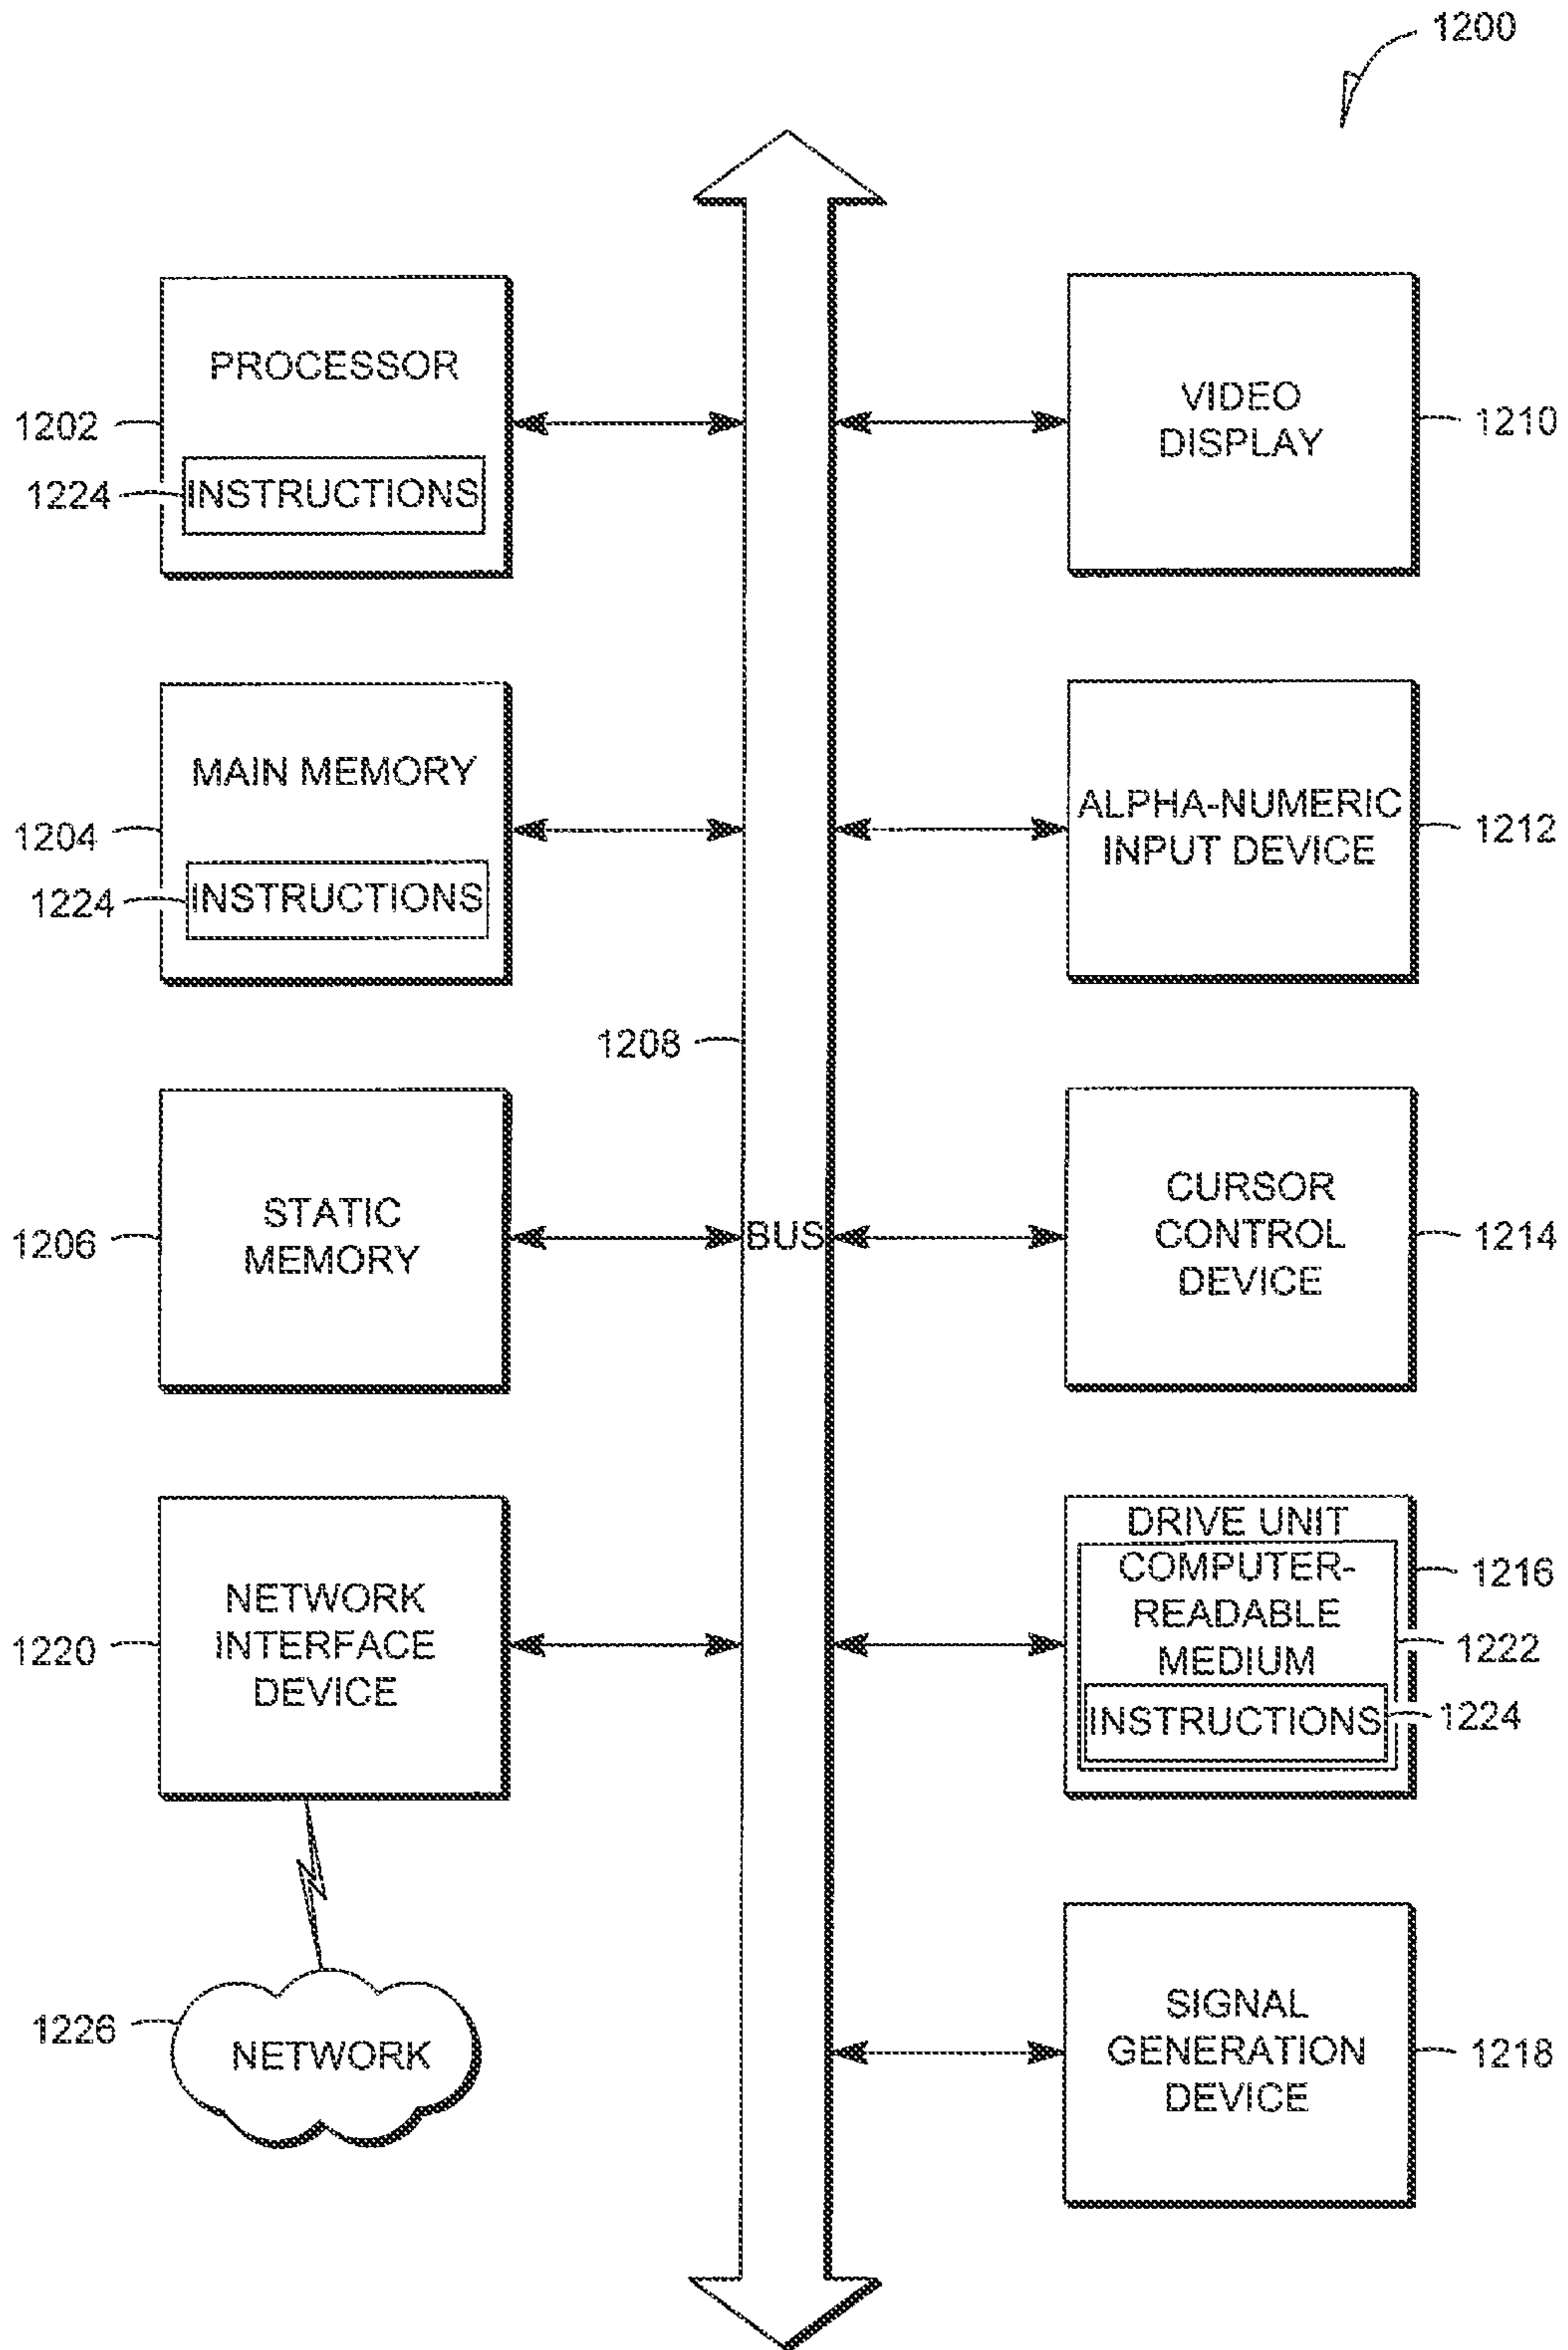 1200
PROCESSOR
1202
1224
INSTRUCTIONS
VIDEO
DISPLAY
1210
MAIN MEMORY
1204
1224
INSTRUCTIONS
ALPHA-NUMERIC
INPUT DEVICE
1212
1208
STATIC
MEMORY
1206
BUS
CURSOR
CONTROL
DEVICE
1214
NETWORK
INTERFACE
DEVICE
1220
DRIVE UNIT
1216
COMPUTER-
READABLE
MEDIUM
1222
INSTRUCTIONS
1224
1226
NETWORK
SIGNAL
GENERATION
DEVICE
1218